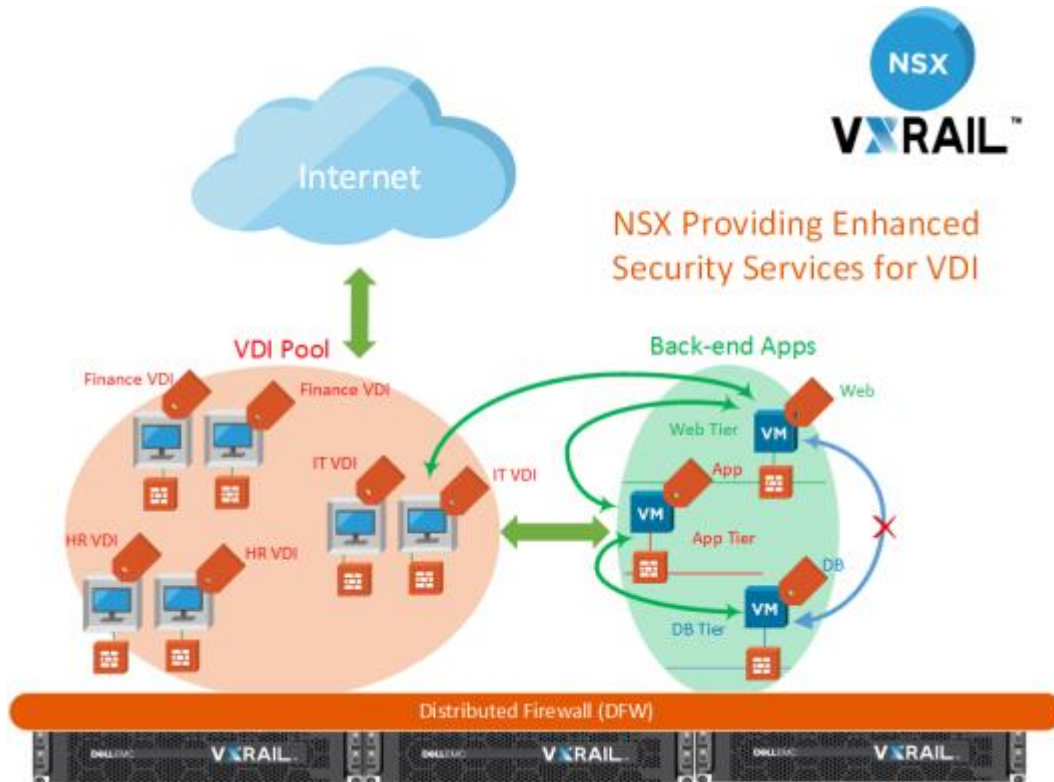 NSX
VXRAIL™
Internet
NSX Providing Enhanced
Security Services for VDI
VDI Pool
Back-end Apps
Finance VDI
Finance VDI
Web
Web Tier
VM
IT VDI
IT VDI
App
VM
App Tier
HR VDI
HR VDI
DB
VM
DB Tier
Distributed Firewall (DFW)
DELLEMC VXRAIL
DELLEMC VXRAIL
DELLEMC VXRAIL